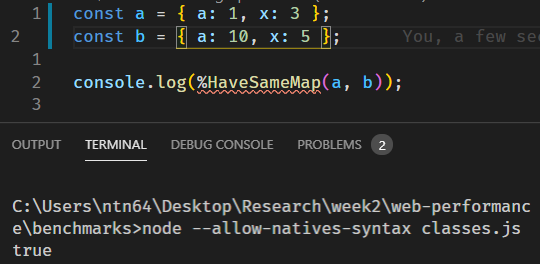 1 const a = { a: 1, x: 3 };
2 const b = { a: 10, x: 5 }; You, a few sec
1
2 console.log(%HaveSameMap(a, b));
3
OUTPUT TERMINAL DEBUG CONSOLE PROBLEMS 2
C:\Users\ntn64\Desktop\Research\week2\web-performanc
e\benchmarks>node --allow-natives-syntax classes.js
true